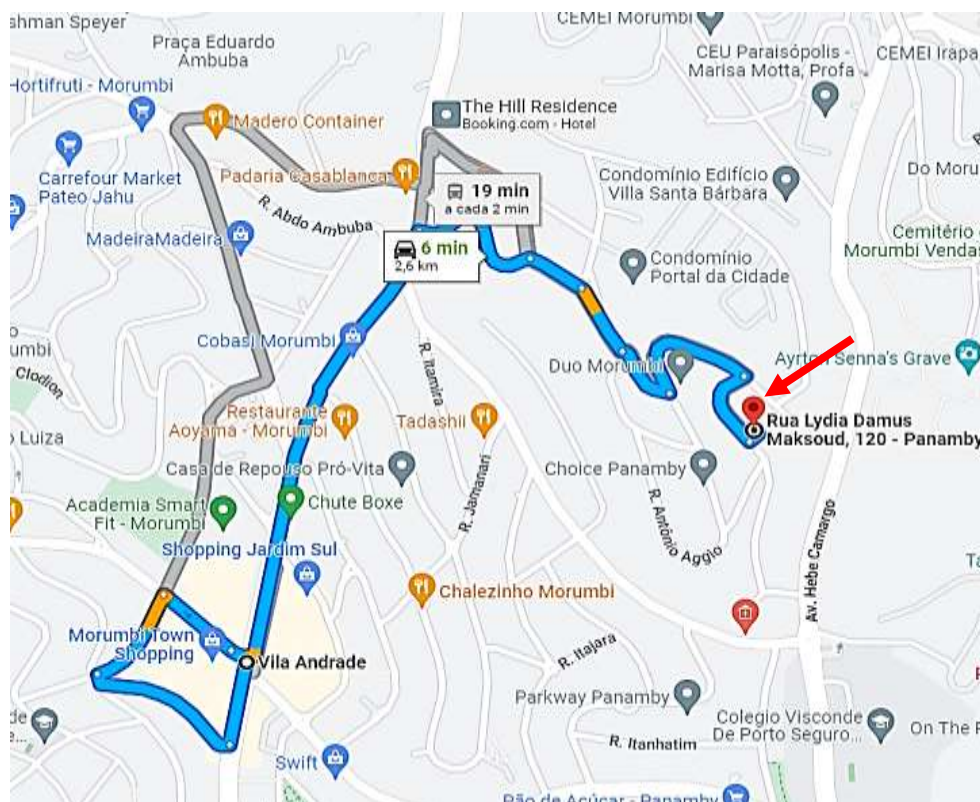 shman Speyer
CEMEI Morumbi
Praça Eduardo
Ambuba
CEU Paraisópolis -
Marisa Motta, Profa
CEMEI Irapa
Hortifruti - Morumbi
The Hill Residence
Booking.com - Hotel
Madero Container
Carrefour Market
Pateo Jahu
Padaria Casablanca
19 min
a cada 2 min
Condomínio Edifício
Villa Santa Bárbara
Do Moru
R. Abdo Ambuba
MadeiraMadeira
6 min
2,6 km
Cemitério
Morumbi Venda
Condomínio
Portal da Cidade
Cobasi Morumbi
umbi
Clodion
R. Itamira
Duo Morumbi
Ayrton Senna's Grave
Luiza
Restaurante
Aoyama - Morumbi
Tadashii
Rua Lydia Damus
Maksoud, 120 - Panamby
Casa de Repouso Pró-Vita
Choice Panamby
Academia Smart
Fit - Morumbi
Chute Boxe
R. Jamanari
R. Antônio Aggio
Av. Hebe Camargo
Shopping Jardim Sul
Chalezinho Morumbi
Morumbi Town
Shopping
Vila Andrade
R. Itajara
Parkway Panamby
de
Colegio Visconde
De Porto Seguro...
On The
R. Itanhatim
Swift
Pão de Açúcar - Panamby